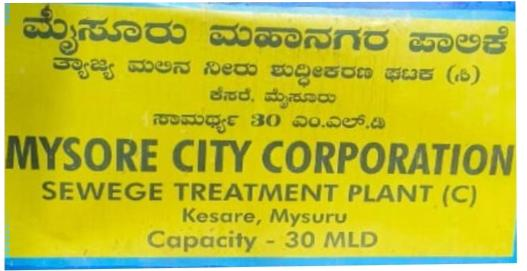 ಮೈಸೂರು ಮಹಾನಗರ ಪಾಲಿಕೆ
ತ್ಯಾಜ್ಯ ಮಲಿನ ನೀರು ಶುದ್ಧೀಕರಣ ಘಟಕ (ಸಿ)
ಕೆಸರೆ, ಮೈಸೂರು
ಸಾಮರ್ಥ್ಯ 30 ಎಂ.ಎಲ್.ಡಿ
MYSORE CITY CORPORATION
SEWEGE TREATMENT PLANT (C)
Kesare, Mysuru
Capacity - 30 MLD